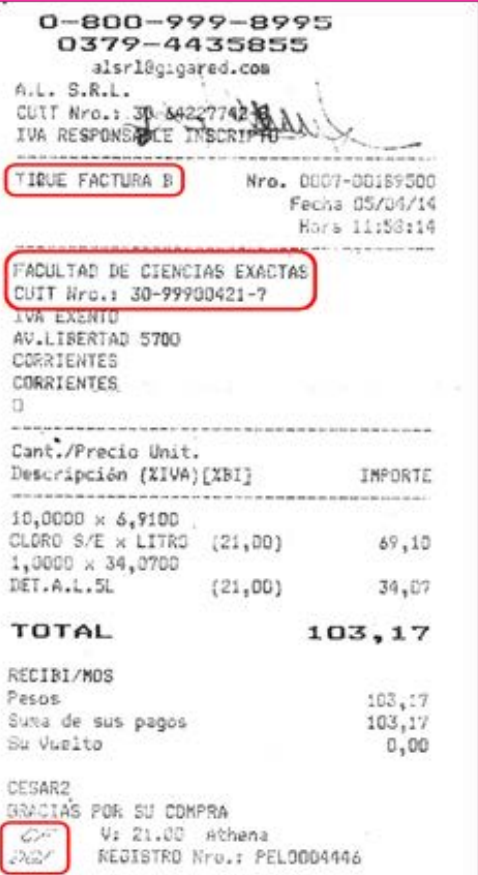 0-800-999-8995
0379-4435855
alsrl@gigared.com
A.L. S.R.L.
CUIT Nro.: 30
IVA RESPONSABLE INSCRIPTO
TIQUE FACTURA B Nro. 0007-00189500
Fecha 05/04/14
Hora 11:58:14
FACULTAD DE CIENCIAS EXACTAS
CUIT Nro.: 30-99900421-7
IVA EXENTO
AV.LIBERTAD 5700
CORRIENTES
CORRIENTES
Cant./Precio Unit.
Descripción (%IVA)[%BI] IMPORTE
10,0000 x 6,9100
CLORO S/E x LITRO (21,00) 69,10
1,0000 x 34,0700
DET.A.L.5L (21,00) 34,07
TOTAL 103,17
RECIBI/MOS
Pesos 103,17
Suma de sus pagos 103,17
Su Vuelto 0,00
CESAR2
GRACIAS POR SU COMPRA
V: 21.00 Athena
REGISTRO Nro.: PEL0004446